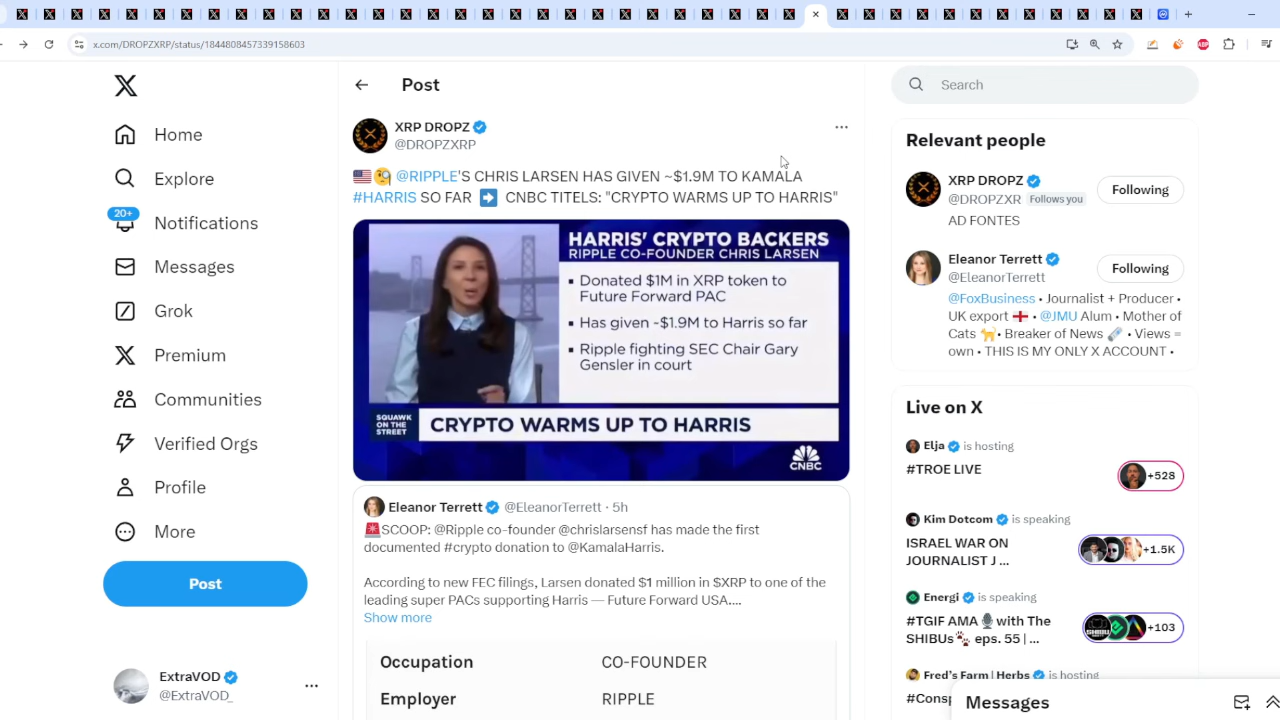 x.com/DROPZXRP/status/1844808457339158603
ABP
Post
Search
Home
Explore
20+
Notifications
Messages
Grok
Premium
Communities
Verified Orgs
Profile
More
Post
ExtraVOD
@ExtraVOD_
XRP DROPZ
@DROPZXRP
@RIPPLE'S CHRIS LARSEN HAS GIVEN ~$1.9M TO KAMALA
#HARRIS SO FAR ➡️ CNBC TITELS: "CRYPTO WARMS UP TO HARRIS"
HARRIS' CRYPTO BACKERS
RIPPLE CO-FOUNDER CHRIS LARSEN
▪ Donated $1M in XRP token to
Future Forward PAC
▪ Has given ~$1.9M to Harris so far
▪ Ripple fighting SEC Chair Gary
Gensler in court
SQUAWK
ON THE
STREET
CRYPTO WARMS UP TO HARRIS
CNBC
Eleanor Terrett @EleanorTerrett · 5h
🚨SCOOP: @Ripple co-founder @chrislarsensf has made the first
documented #crypto donation to @KamalaHarris.
According to new FEC filings, Larsen donated $1 million in $XRP to one of the
leading super PACs supporting Harris — Future Forward USA....
Show more
Occupation CO-FOUNDER
Employer RIPPLE
Relevant people
XRP DROPZ
@DROPZXR Follows you
Following
AD FONTES
Eleanor Terrett
@EleanorTerrett
Following
@FoxBusiness • Journalist + Producer •
UK export • @JMU Alum • Mother of
Cats 🐈• Breaker of News 🗞️ • Views =
own • THIS IS MY ONLY X ACCOUNT •
Live on X
Elja is hosting
#TROE LIVE
+528
Kim Dotcom is speaking
ISRAEL WAR ON
JOURNALIST J ...
+1.5K
Energi is speaking
#TGIF AMA 🎙️with The
SHIBUs🐾 eps. 55 | ...
+103
Fred's Farm | Herbs is hosting
#Consp
Messages